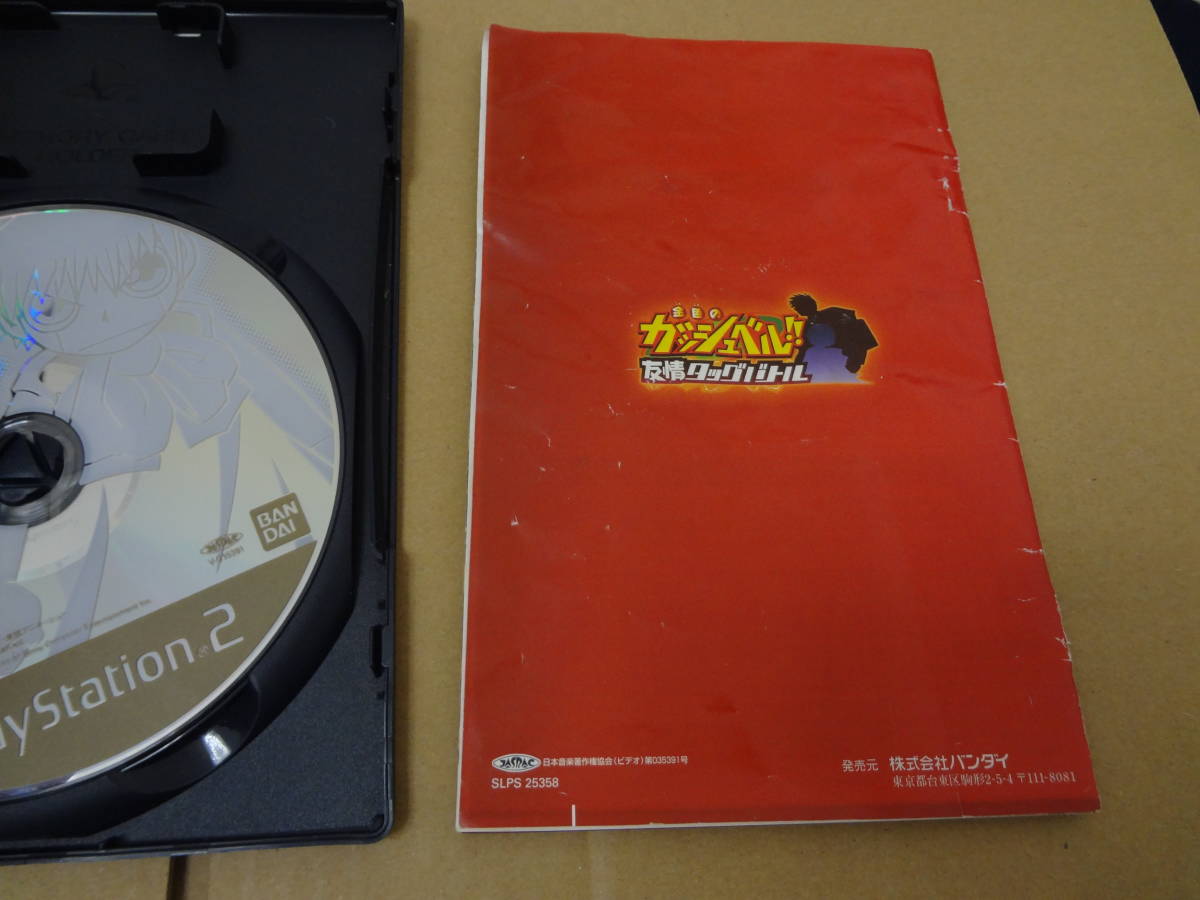 MEMORY CARD
BAN
DAI
V-035391
PlayStation®2
金色の
ガッシュベル!!
友情タッグバトル
JASRAC
日本音楽著作権協会(ビデオ)第035391号
SLPS 25358
発売元 株式会社バンダイ
東京都台東区駒形2-5-4 〒111-8081